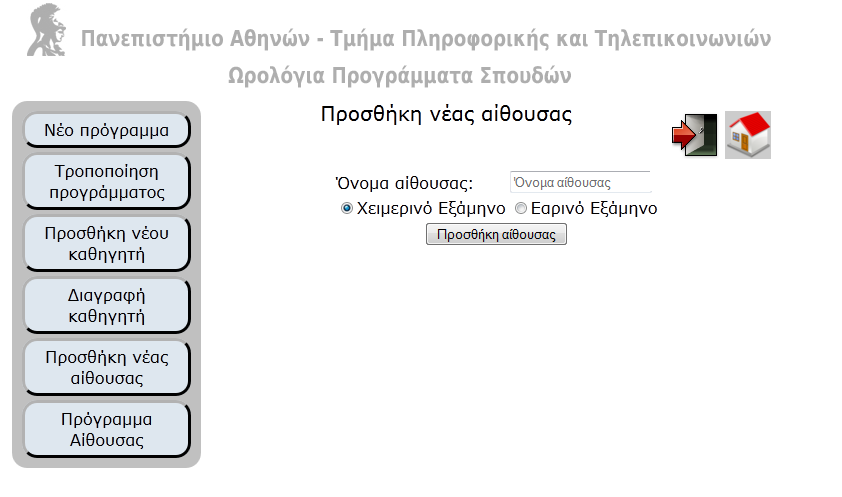 Πανεπιστήμιο Αθηνών - Τμήμα Πληροφορικής και Τηλεπικοινωνιών
Ωρολόγια Προγράμματα Σπουδών
Νέο πρόγραμμα
Τροποποίηση
προγράμματος
Προσθήκη νέου
καθηγητή
Διαγραφή
καθηγητή
Προσθήκη νέας
αίθουσας
Πρόγραμμα
Αίθουσας
Προσθήκη νέας αίθουσας
Όνομα αίθουσας: Όνομα αίθουσας
Χειμερινό Εξάμηνο Εαρινό Εξάμηνο
Προσθήκη αίθουσας